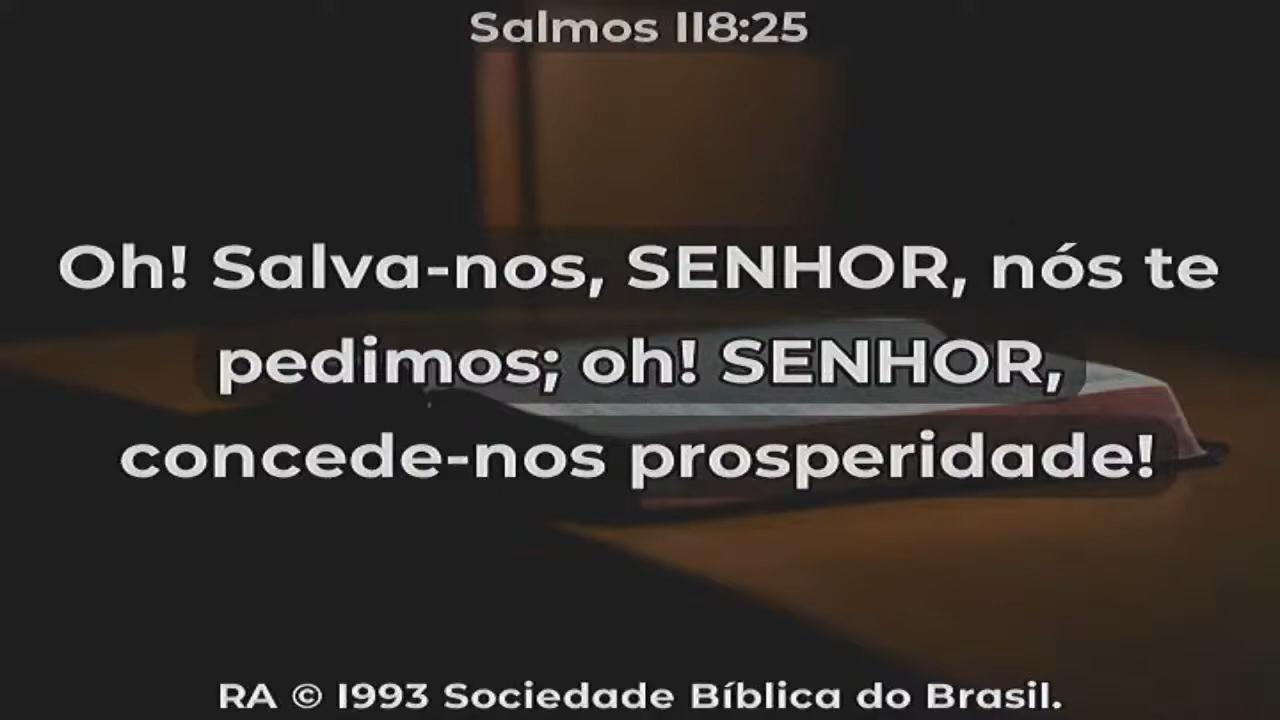 Salmos 118:25
Oh! Salva-nos, SENHOR, nós te
pedimos; oh! SENHOR,
concede-nos prosperidade!
RA © 1993 Sociedade Bíblica do Brasil.